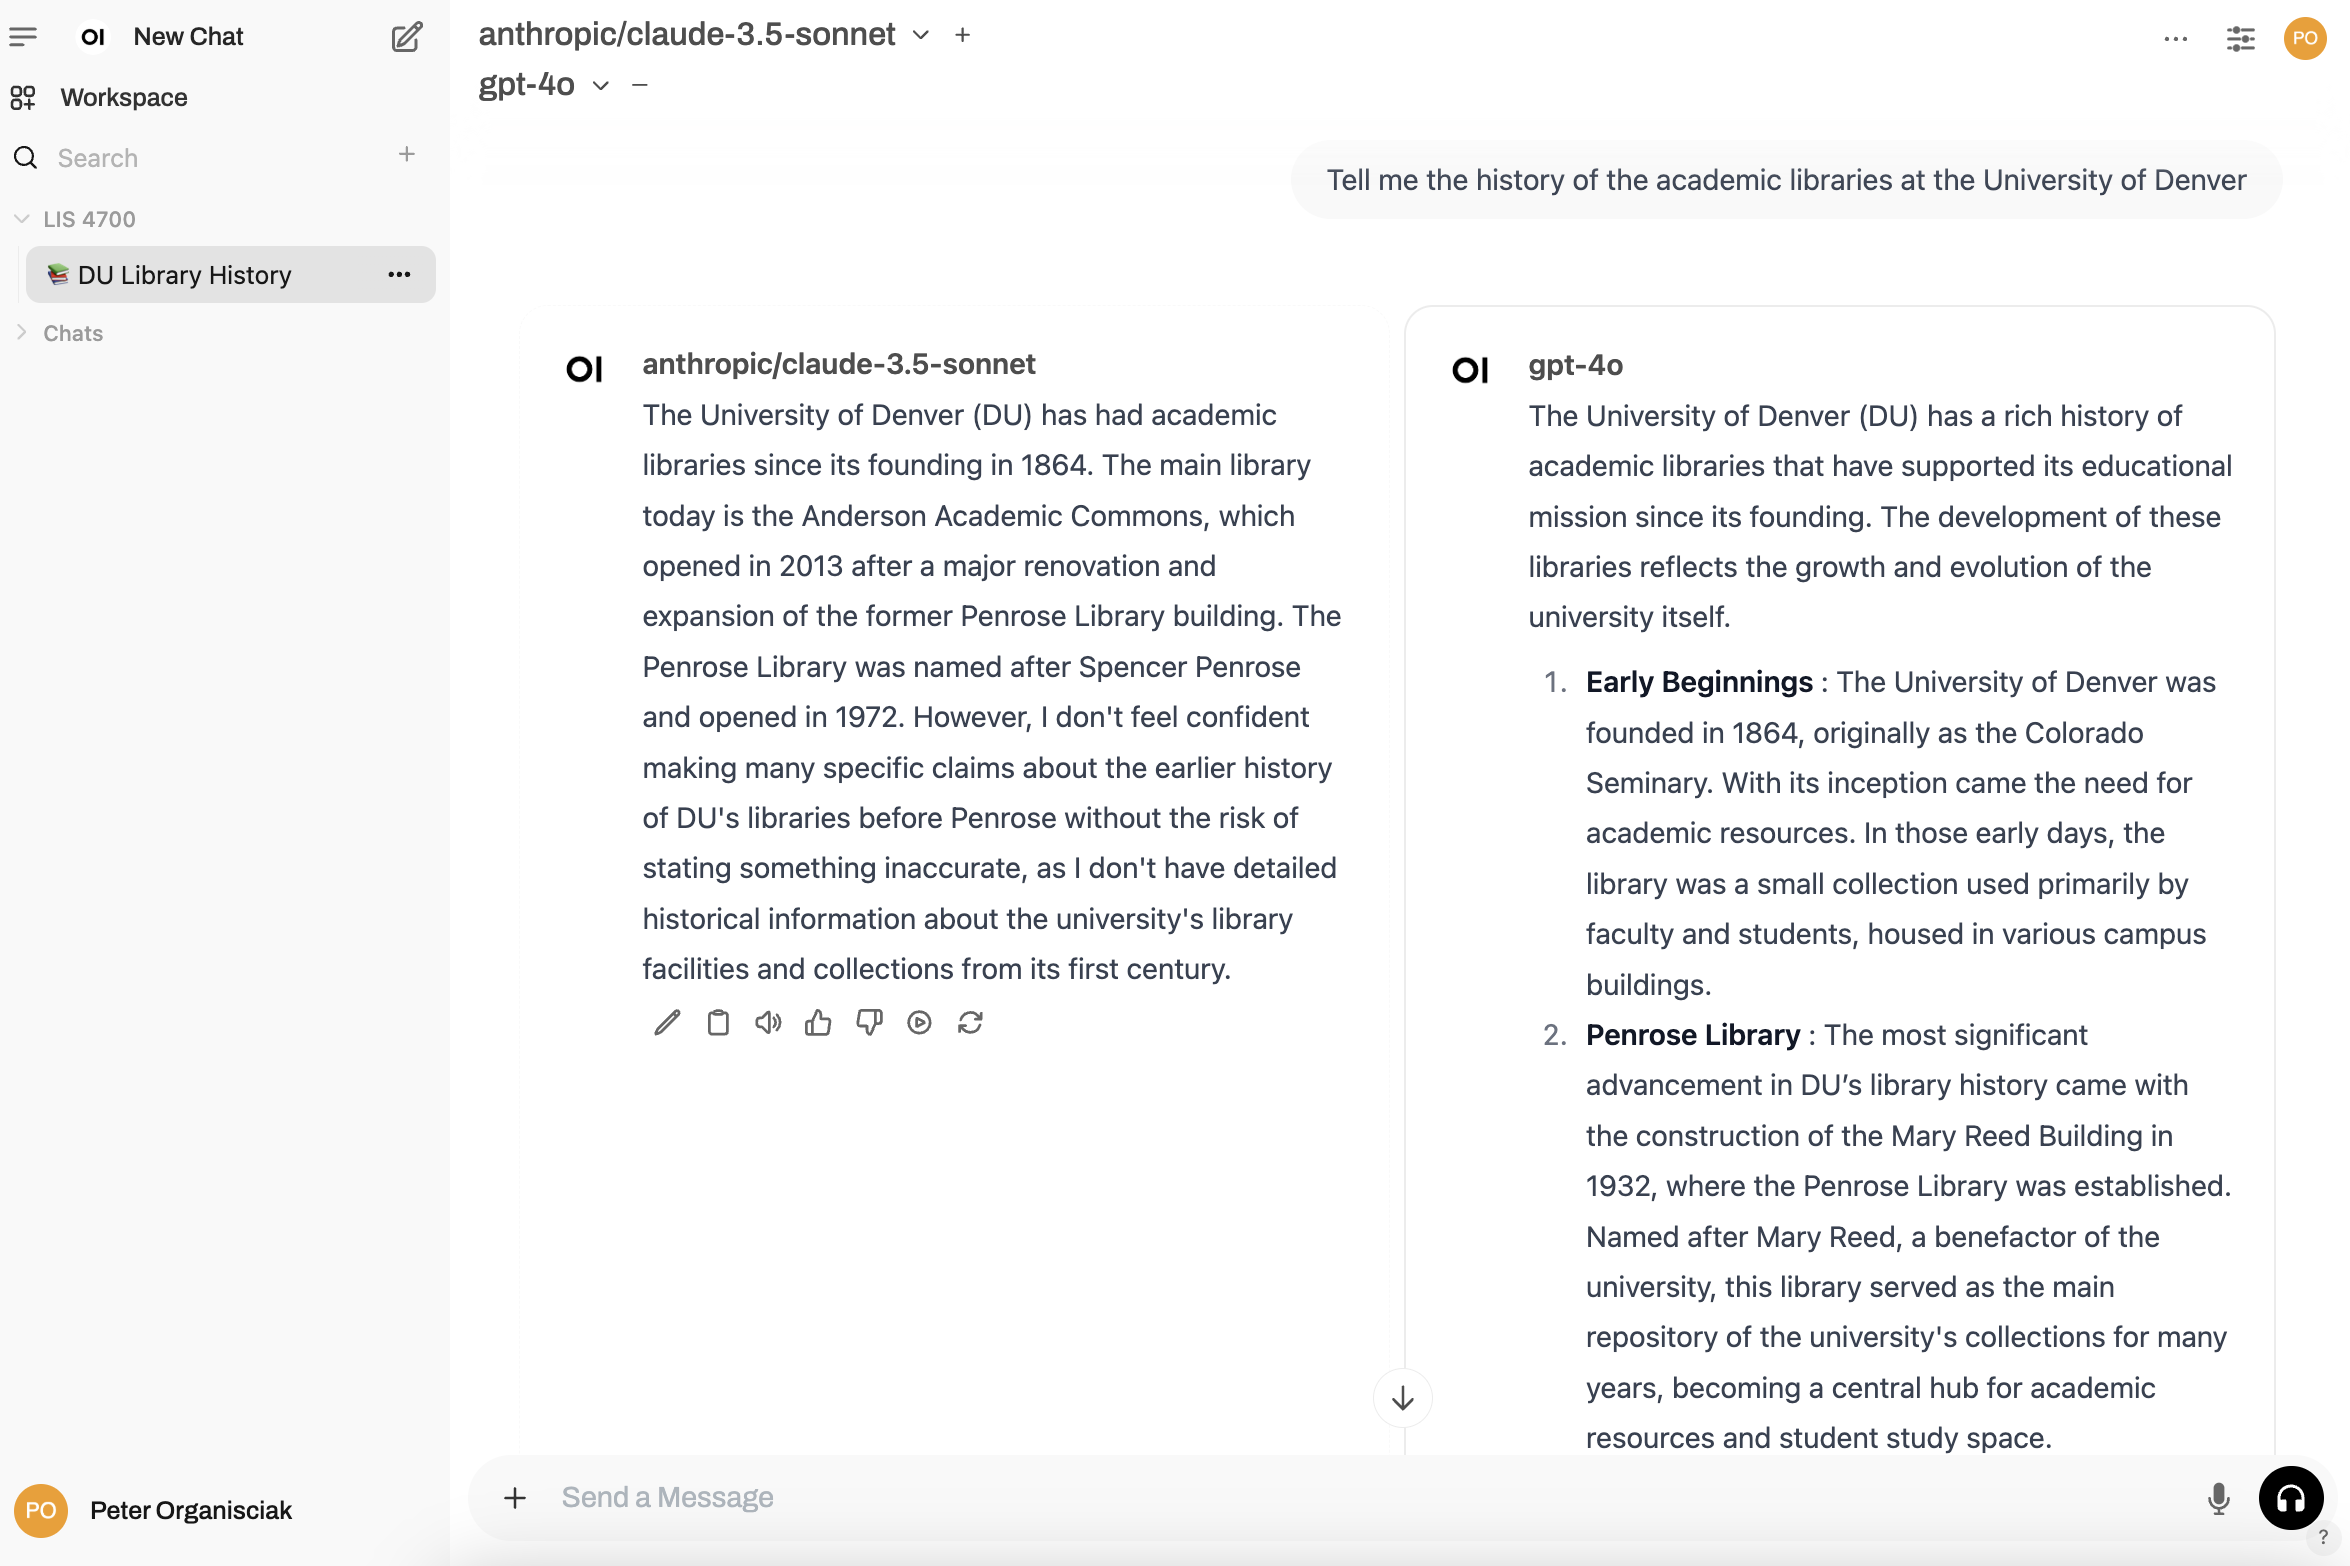 OI New Chat
Workspace
Search
LIS 4700
📚 DU Library History
Chats
PO Peter Organisciak
anthropic/claude-3.5-sonnet
gpt-4o
PO
Tell me the history of the academic libraries at the University of Denver
OI anthropic/claude-3.5-sonnet
The University of Denver (DU) has had academic
libraries since its founding in 1864. The main library
today is the Anderson Academic Commons, which
opened in 2013 after a major renovation and
expansion of the former Penrose Library building. The
Penrose Library was named after Spencer Penrose
and opened in 1972. However, I don't feel confident
making many specific claims about the earlier history
of DU's libraries before Penrose without the risk of
stating something inaccurate, as I don't have detailed
historical information about the university's library
facilities and collections from its first century.
OI gpt-4o
The University of Denver (DU) has a rich history of
academic libraries that have supported its educational
mission since its founding. The development of these
libraries reflects the growth and evolution of the
university itself.
1. Early Beginnings : The University of Denver was
founded in 1864, originally as the Colorado
Seminary. With its inception came the need for
academic resources. In those early days, the
library was a small collection used primarily by
faculty and students, housed in various campus
buildings.
2. Penrose Library : The most significant
advancement in DU’s library history came with
the construction of the Mary Reed Building in
1932, where the Penrose Library was established.
Named after Mary Reed, a benefactor of the
university, this library served as the main
repository of the university's collections for many
years, becoming a central hub for academic
resources and student study space.
Send a Message
?